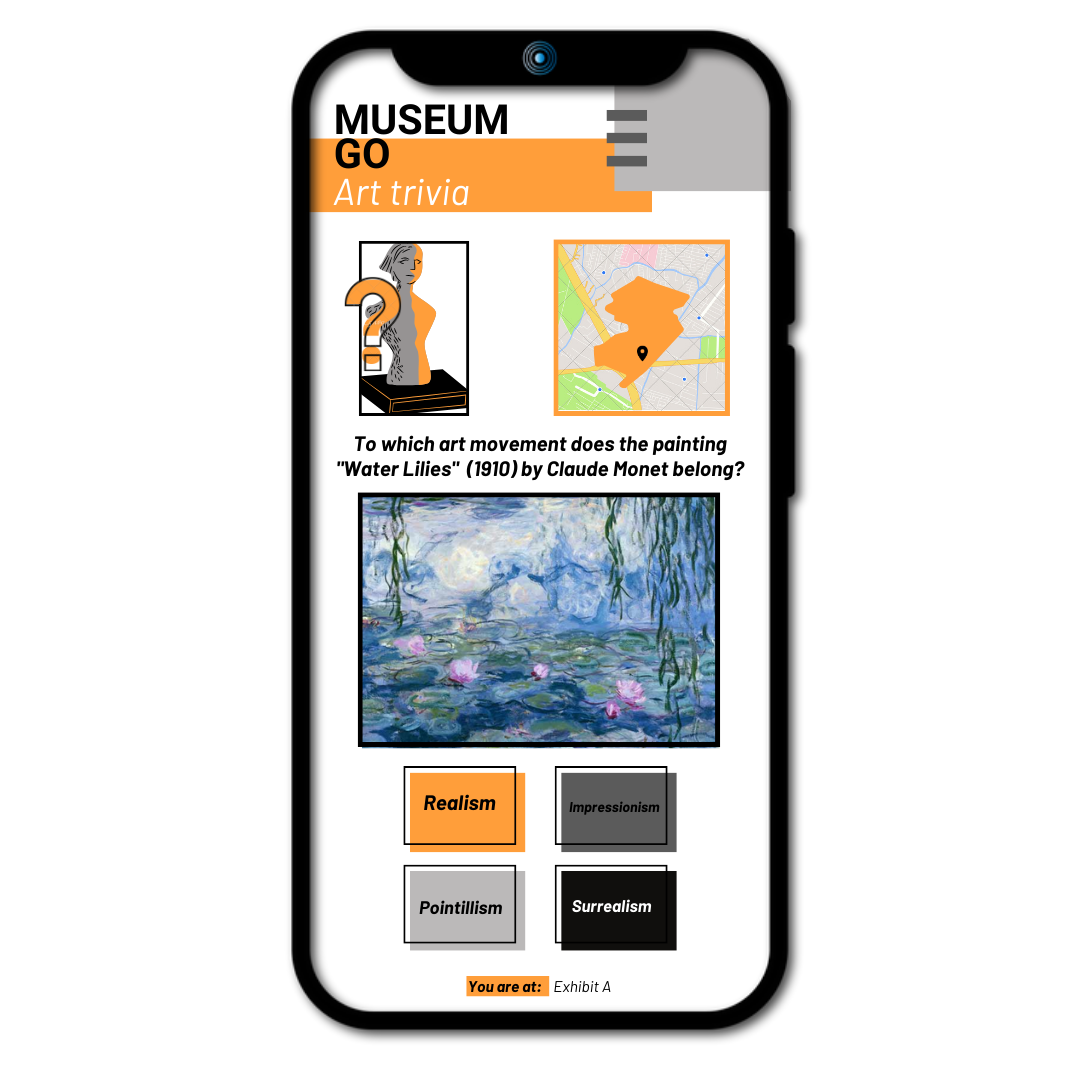 MUSEUM
GO
Art trivia
?
To which art movement does the painting
"Water Lilies" (1910) by Claude Monet belong?
Realism
Impressionism
Pointillism
Surrealism
You are at: Exhibit A